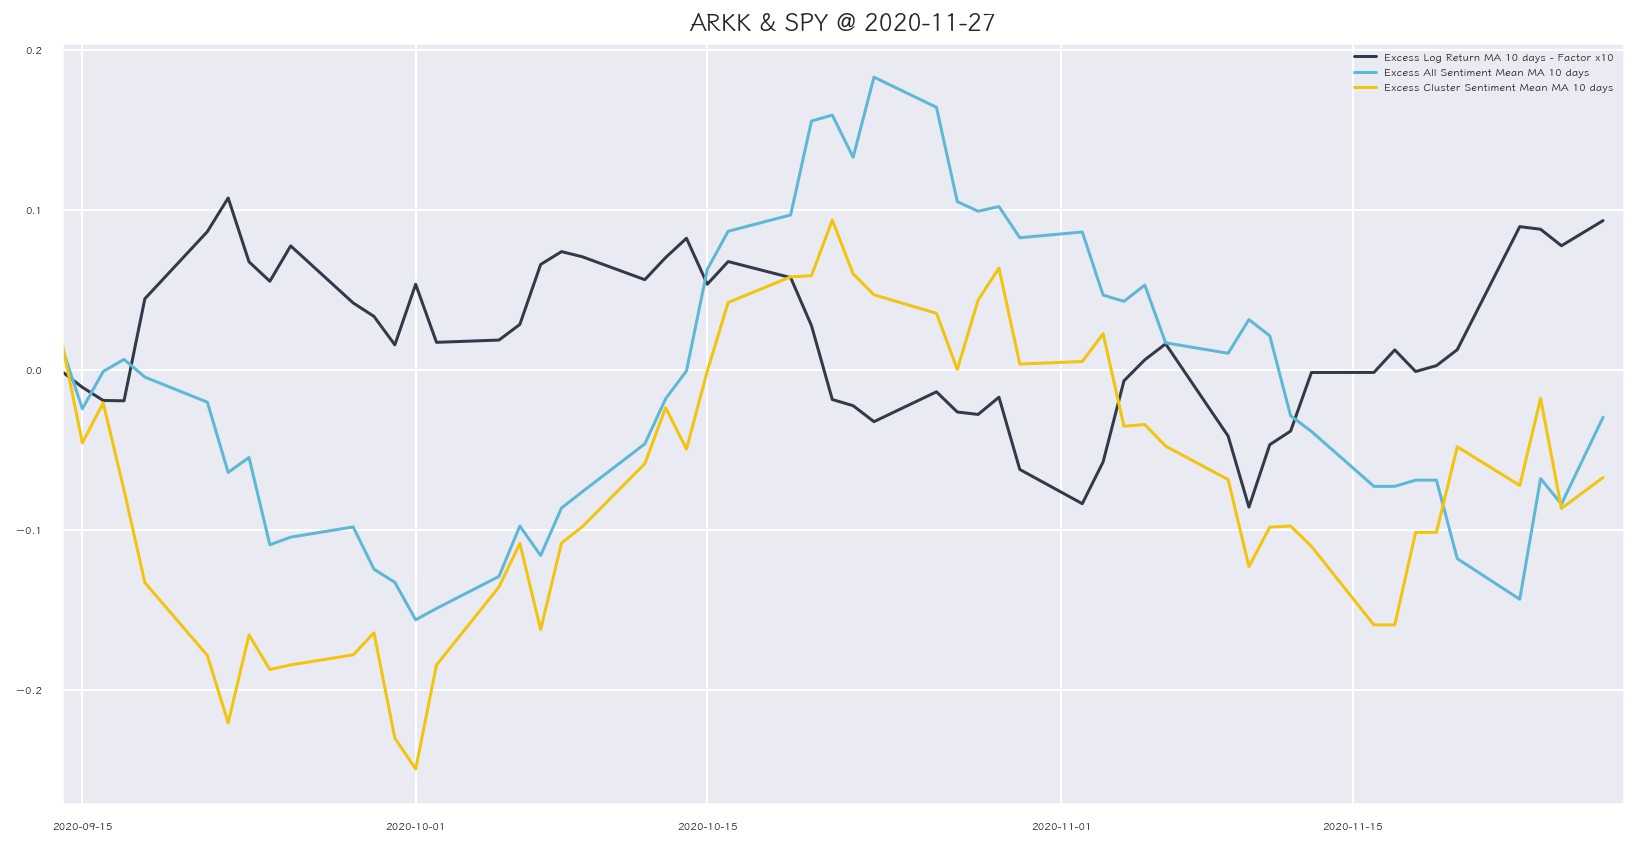 ARKK & SPY @ 2020-11-27
Excess Log Return MA 10 days - Factor x10
Excess All Sentiment Mean MA 10 days
Excess Cluster Sentiment Mean MA 10 days
0.2
0.1
0.0
−0.1
−0.2
2020-09-15
2020-10-01
2020-10-15
2020-11-01
2020-11-15